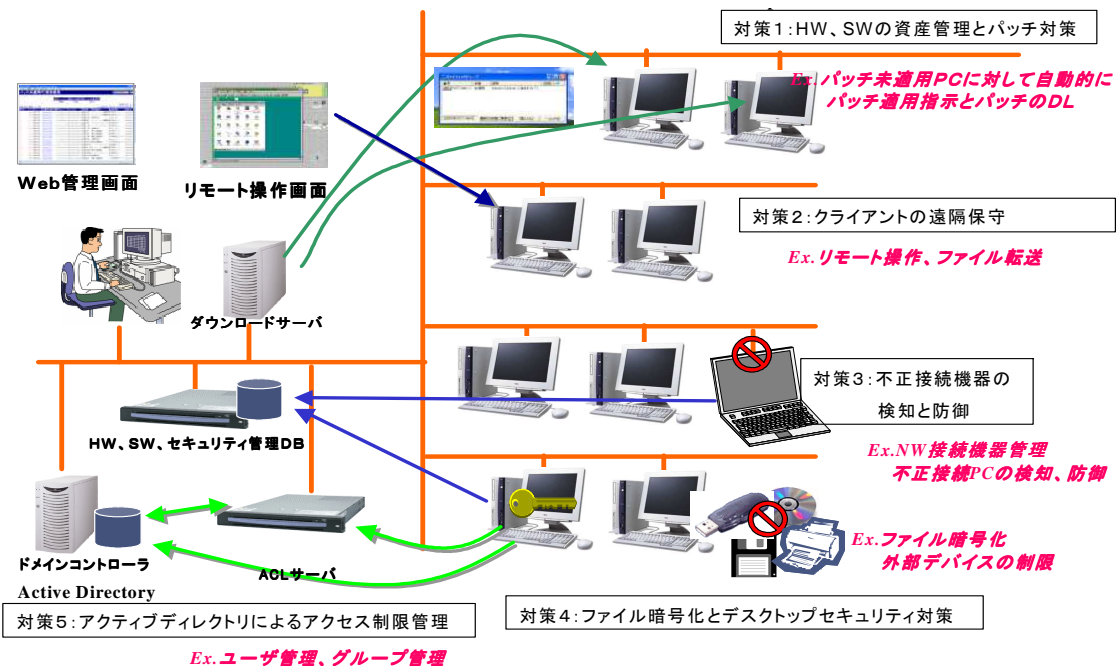 対策1:HW、SWの資産管理とパッチ対策
Ex.パッチ未適用PCに対して自動的に
パッチ適用指示とパッチのDL
Web管理画面
リモート操作画面
対策2:クライアントの遠隔保守
Ex.リモート操作、ファイル転送
ダウンロードサーバ
対策3:不正接続機器の
検知と防御
HW、SW、セキュリティ管理DB
Ex.NW接続機器管理
不正接続PCの検知、防御
Ex.ファイル暗号化
外部デバイスの制限
ドメインコントローラ
ACLサーバ
Active Directory
対策5:アクティブディレクトリによるアクセス制限管理
対策4:ファイル暗号化とデスクトップセキュリティ対策
Ex.ユーザ管理、グループ管理